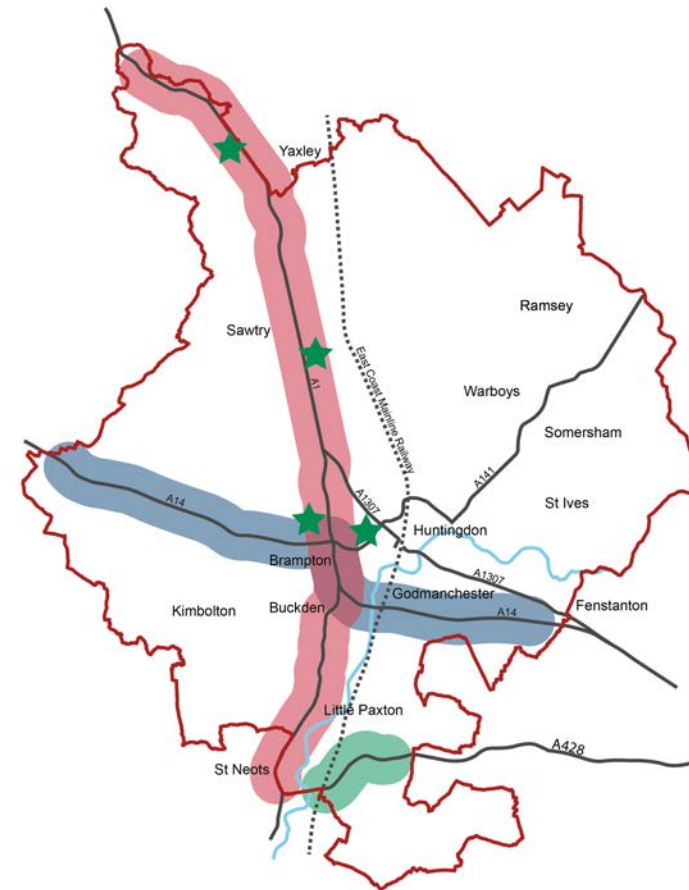 Yaxley
Ramsey
Sawtry
East Coast Mainline Railway
A1
Warboys
Somersham
A141
A14
A1307
St Ives
Huntingdon
Brampton
A1307
Godmanchester
Kimbolton
Buckden
Fenstanton
A14
Little Paxton
A428
St Neots